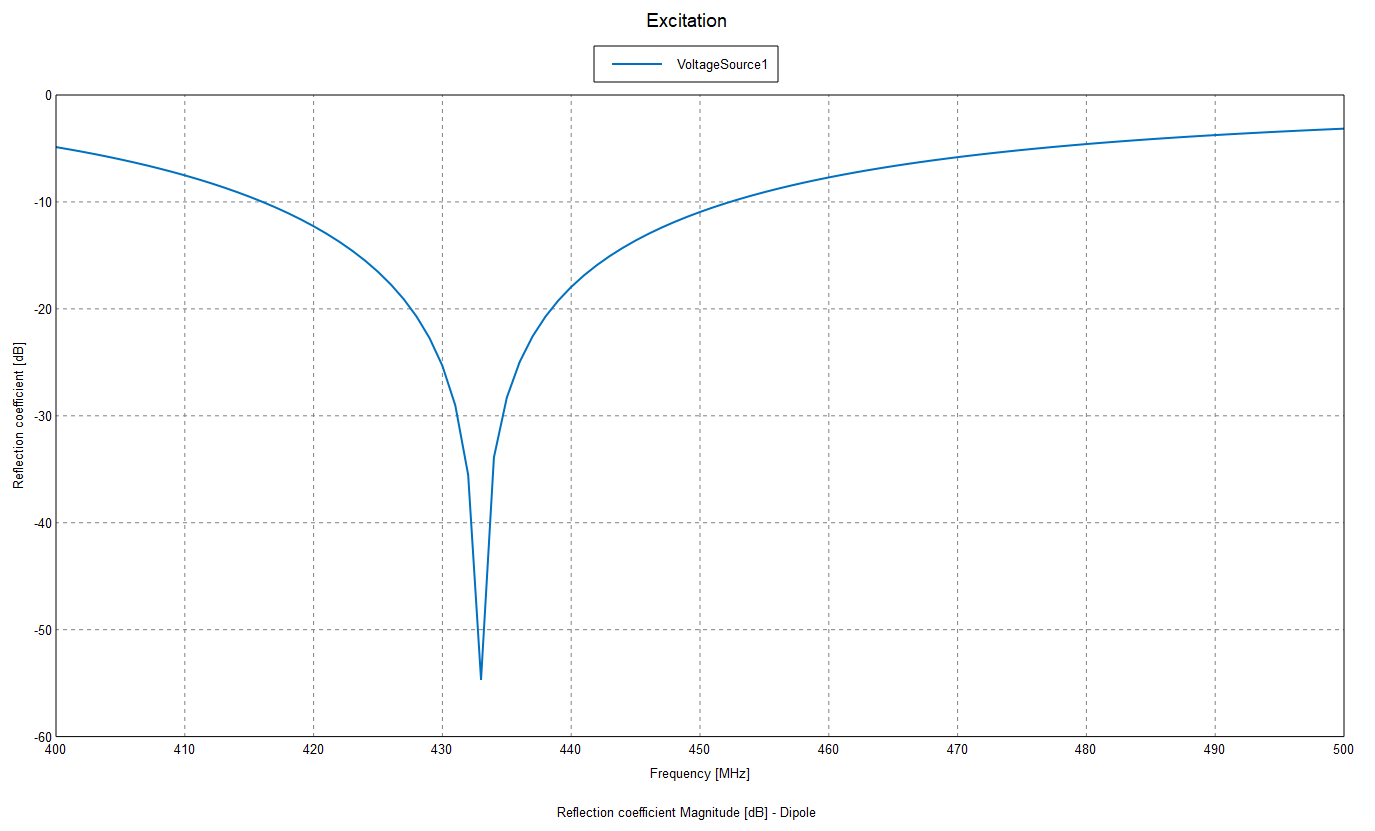 Excitation
VoltageSource1
0
-10
-20
-30
-40
-50
-60
Reflection coefficient [dB]
400 410 420 430 440 450 460 470 480 490 500
Frequency [MHz]
Reflection coefficient Magnitude [dB] - Dipole